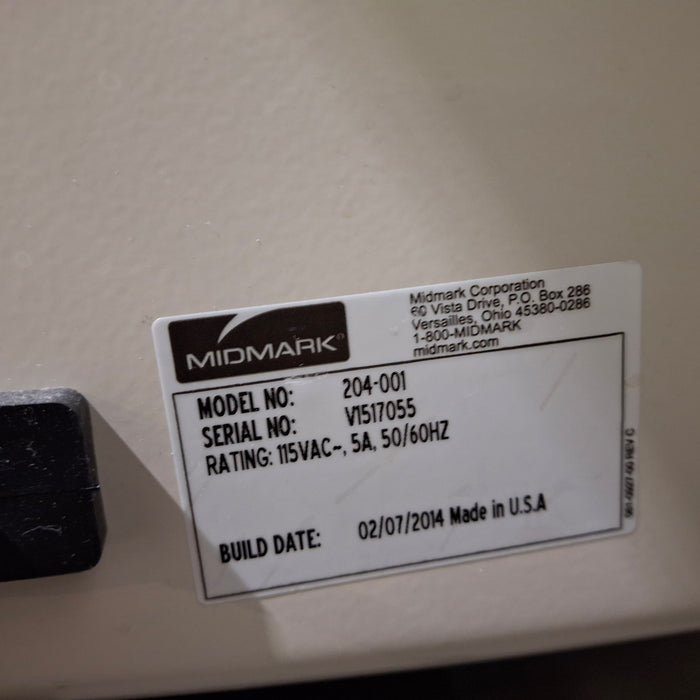 MIDMARK
Midmark Corporation
60 Vista Drive, P.O. Box 286
Versailles, Ohio 45380-0286
1-800-MIDMARK
midmark.com
MODEL NO: 204-001
SERIAL NO: V1517055
RATING: 115VAC~, 5A, 50/60HZ
BUILD DATE: 02/07/2014 Made in U.S.A
REV C